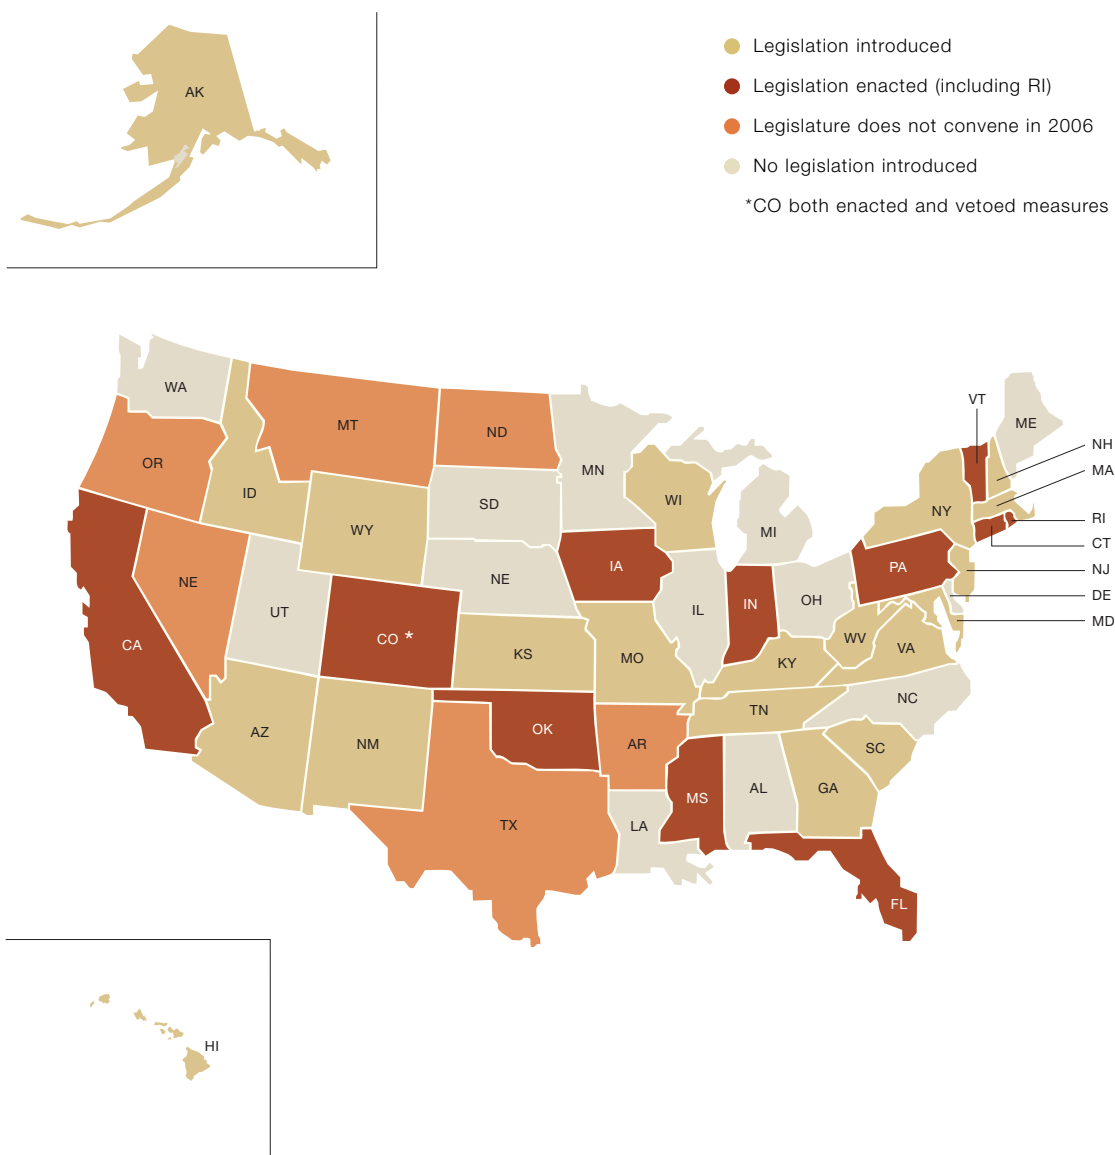 AK
Legislation introduced
Legislation enacted (including RI)
Legislature does not convene in 2006
No legislation introduced
*CO both enacted and vetoed measures
WA
VT
ME
MT
ND
NH
OR
MN
MA
ID
WI
SD
NY
RI
WY
MI
CT
IA
PA
NJ
NE
NE
DE
UT
IL
IN
OH
MD
CA
CO *
KS
MO
WV
VA
KY
NC
TN
AZ
NM
OK
AR
SC
MS
AL
GA
TX
LA
FL
HI